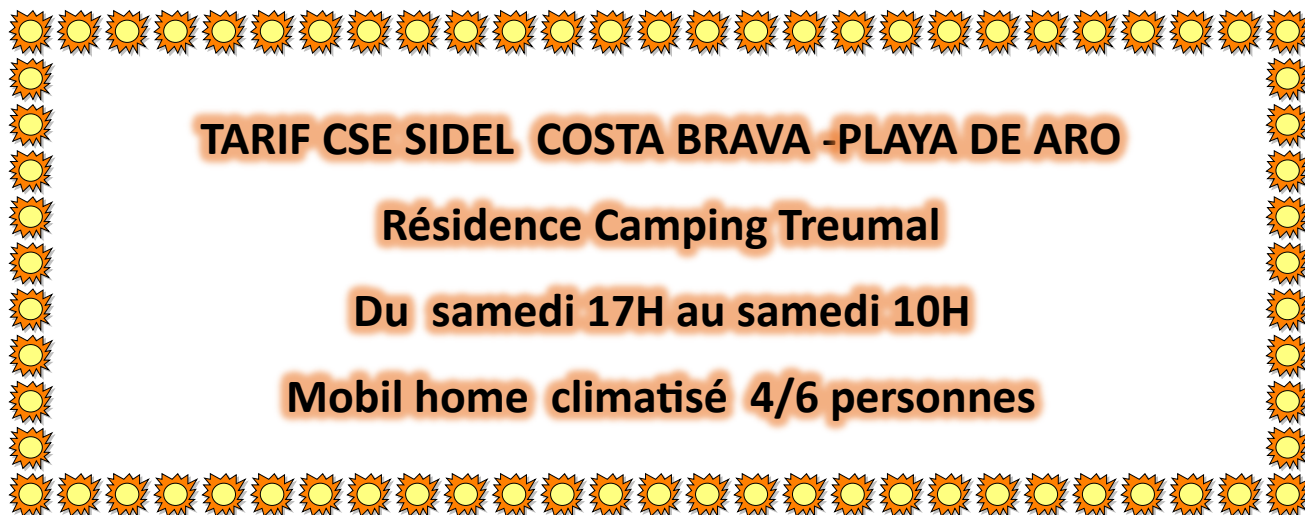 TARIF CSE SIDEL COSTA BRAVA -PLAYA DE ARO
Résidence Camping Treumal
Du samedi 17H au samedi 10H
Mobil home climatisé 4/6 personnes